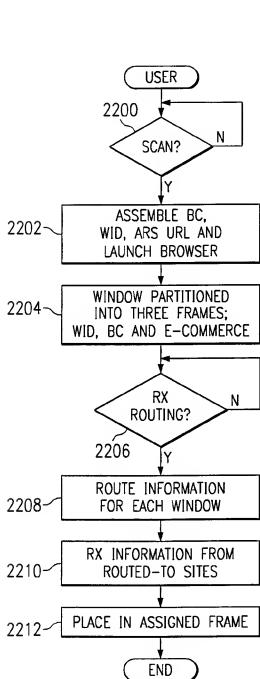 USER
2200
SCAN?
N
Y
2202
ASSEMBLE BC,
WID, ARS URL AND
LAUNCH BROWSER
2204
WINDOW PARTITIONED
INTO THREE FRAMES;
WID, BC AND E-COMMERCE
RX
ROUTING?
N
2206
Y
2208
ROUTE INFORMATION
FOR EACH WINDOW
2210
RX INFORMATION FROM
ROUTED-TO SITES
2212
PLACE IN ASSIGNED FRAME
END